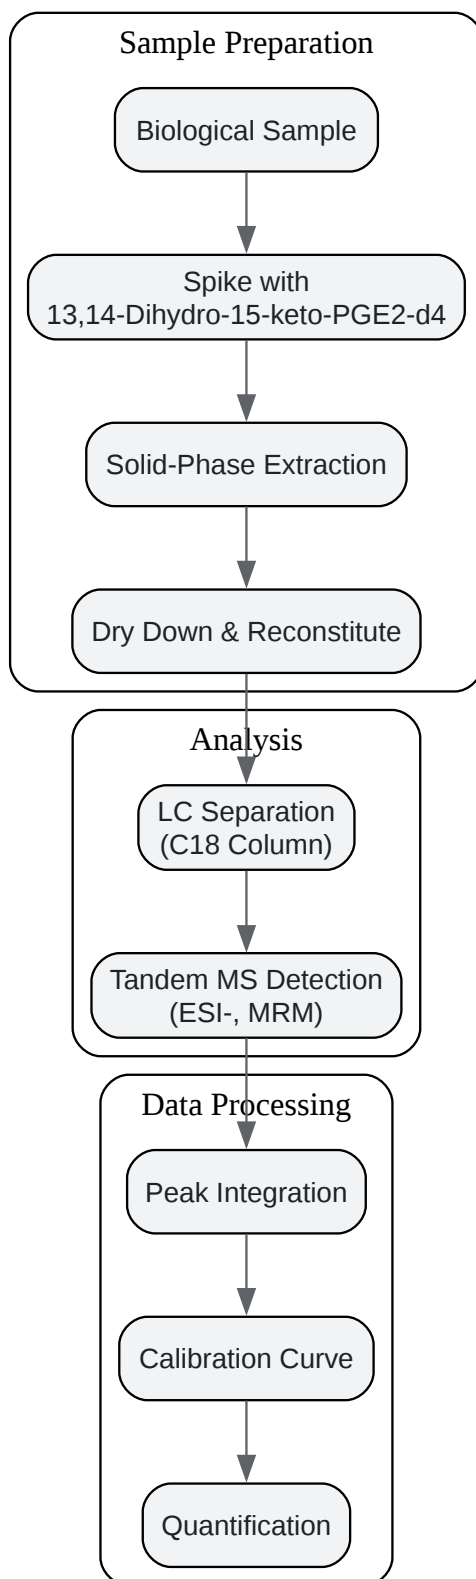 Sample Preparation
Biological Sample
Spike with
13,14-Dihydro-15-keto-PGE2-d4
Solid-Phase Extraction
Dry Down & Reconstitute
Analysis
LC Separation
(C18 Column)
Tandem MS Detection
(ESI-, MRM)
Data Processing
Peak Integration
Calibration Curve
Quantification